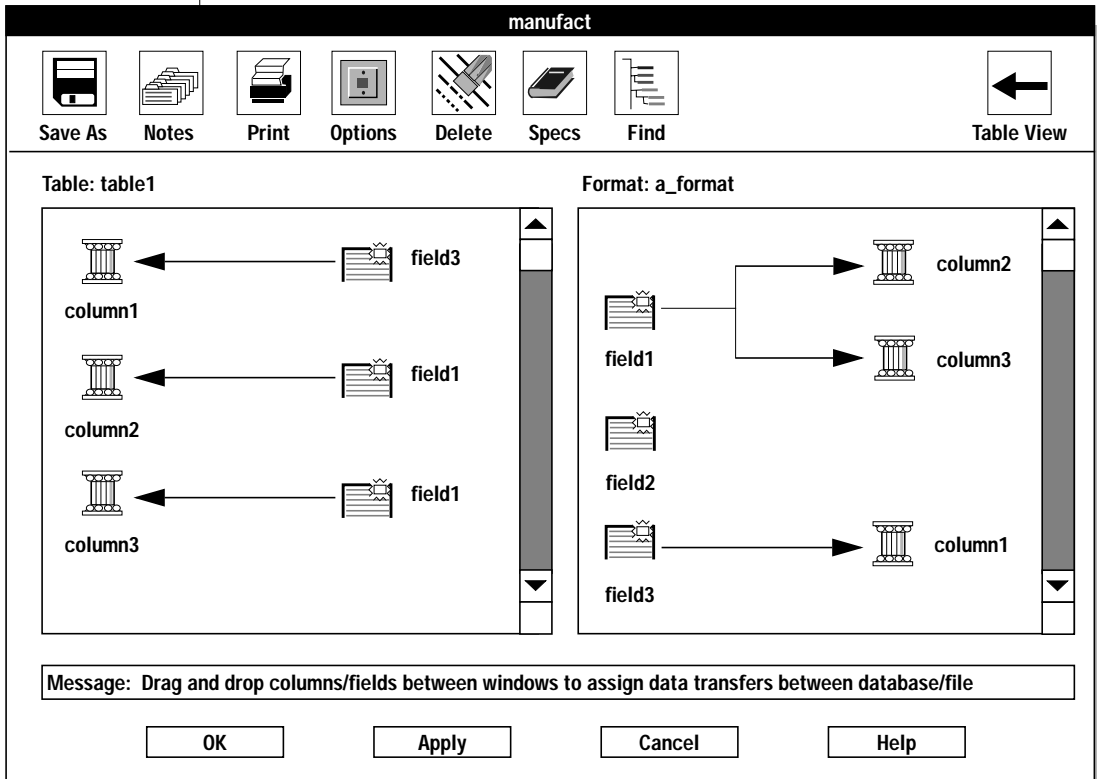 manufact
Save As Notes Print Options Delete Specs Find Table View
Table: table1
column1
field3
column2
field1
column3
field1
Format: a_format
field1
column2
column3
field2
field3
column1
Message: Drag and drop columns/fields between windows to assign data transfers between database/file
OK Apply Cancel Help